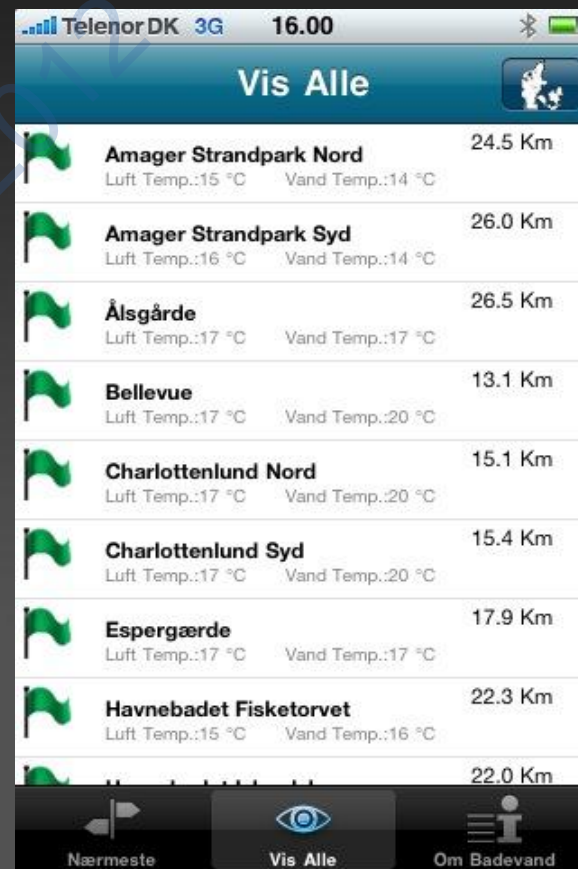 2012
Telenor DK 3G 16.00
Vis Alle
Amager Strandpark Nord 24.5 Km
Luft Temp.:15 °C Vand Temp.:14 °C
Amager Strandpark Syd 26.0 Km
Luft Temp.:16 °C Vand Temp.:14 °C
Ålsgårde 26.5 Km
Luft Temp.:17 °C Vand Temp.:17 °C
Bellevue 13.1 Km
Luft Temp.:17 °C Vand Temp.:20 °C
Charlottenlund Nord 15.1 Km
Luft Temp.:17 °C Vand Temp.:20 °C
Charlottenlund Syd 15.4 Km
Luft Temp.:17 °C Vand Temp.:20 °C
Espergærde 17.9 Km
Luft Temp.:17 °C Vand Temp.:17 °C
Havnebadet Fisketorvet 22.3 Km
Luft Temp.:15 °C Vand Temp.:16 °C
22.0 Km
Nærmeste Vis Alle Om Badevand